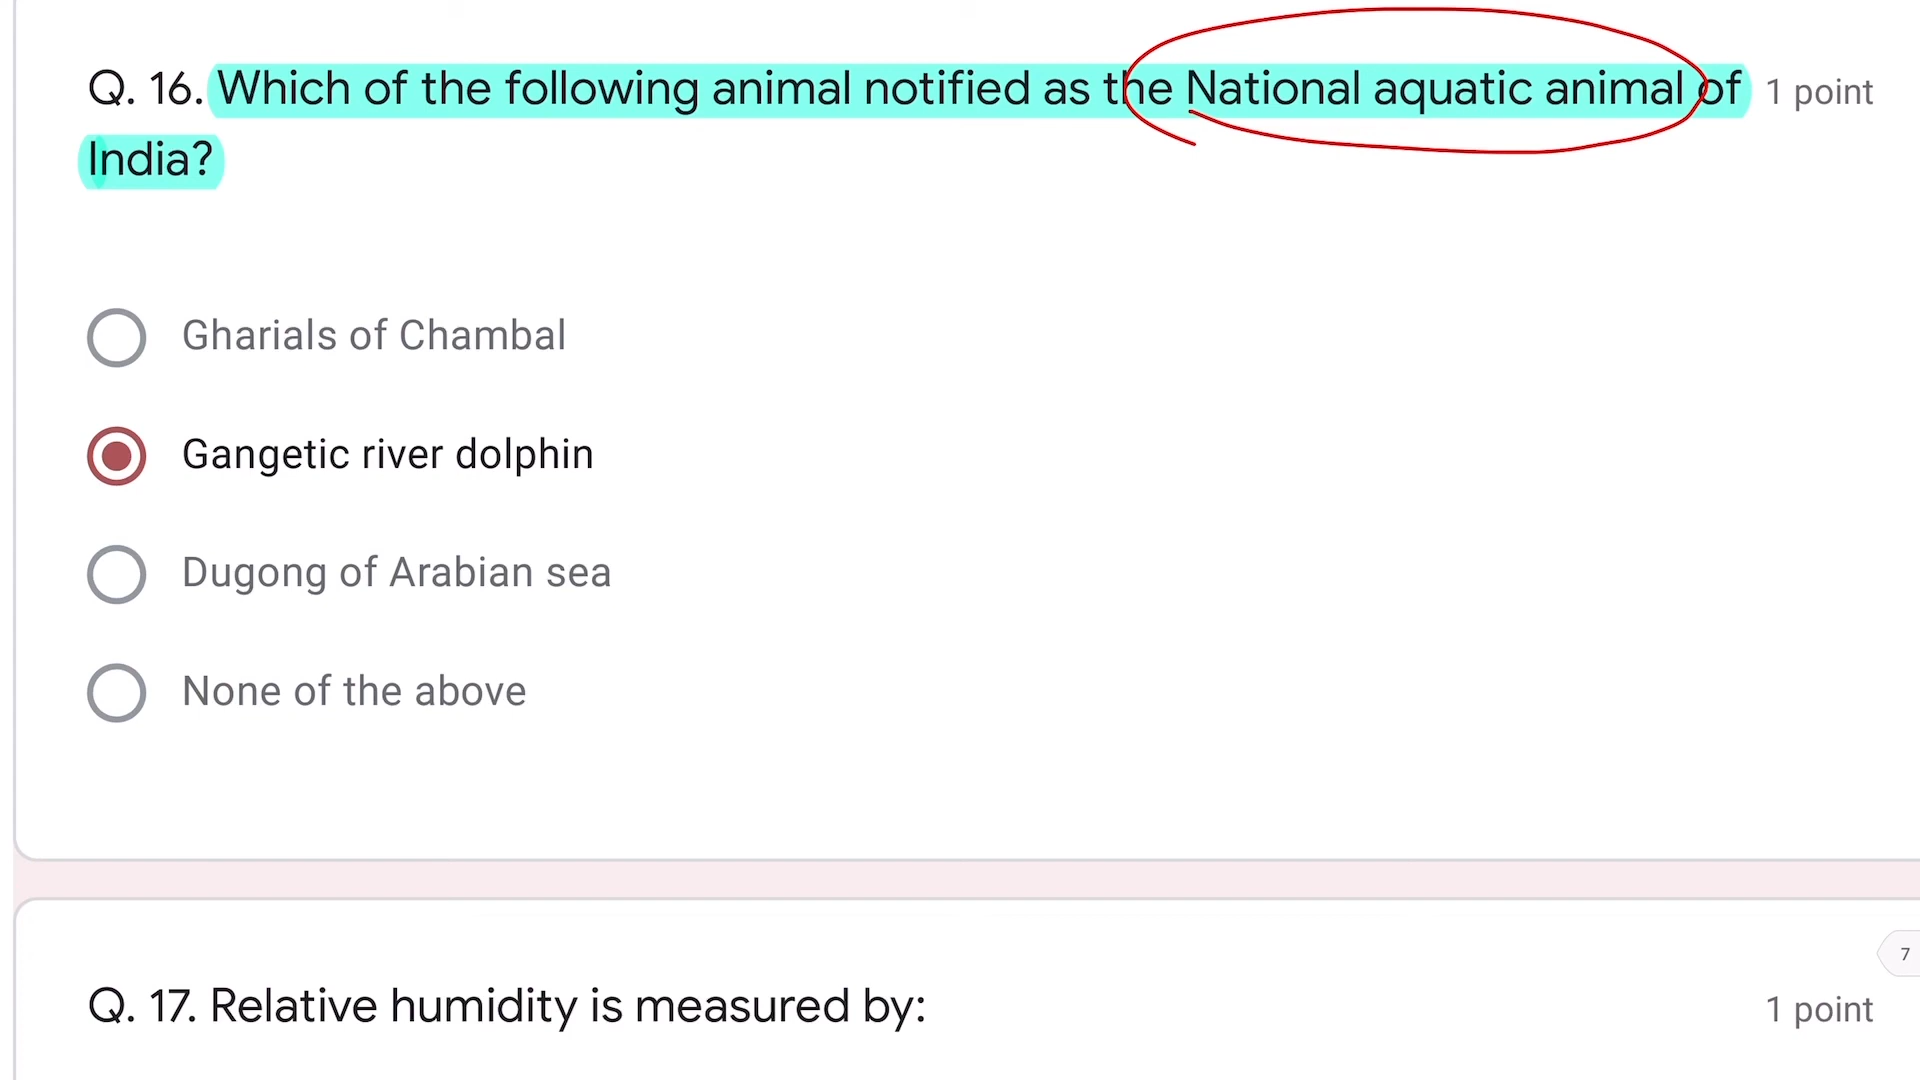 Q. 16. Which of the following animal notified as the National aquatic animal of 1 point
India?
Gharials of Chambal
Gangetic river dolphin
Dugong of Arabian sea
None of the above
7
Q. 17. Relative humidity is measured by: 1 point